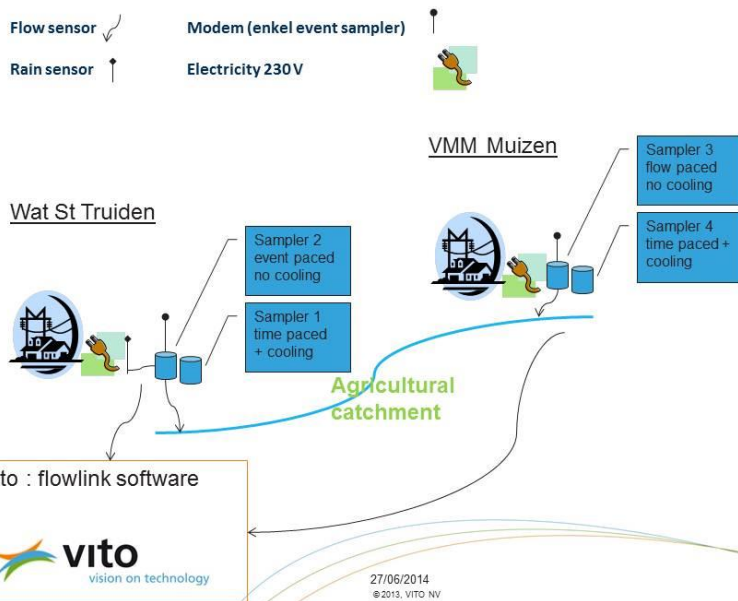 Flow sensor
Modem (enkel event sampler)
Rain sensor
Electricity 230 V
VMM Muizen
Sampler 3
flow paced
no cooling
Sampler 4
time paced +
cooling
Wat St Truiden
Sampler 2
event paced
no cooling
Sampler 1
time paced
+ cooling
Agricultural
catchment
to : flowlink software
vito
vision on technology
27/06/2014
©2013, VITO NV